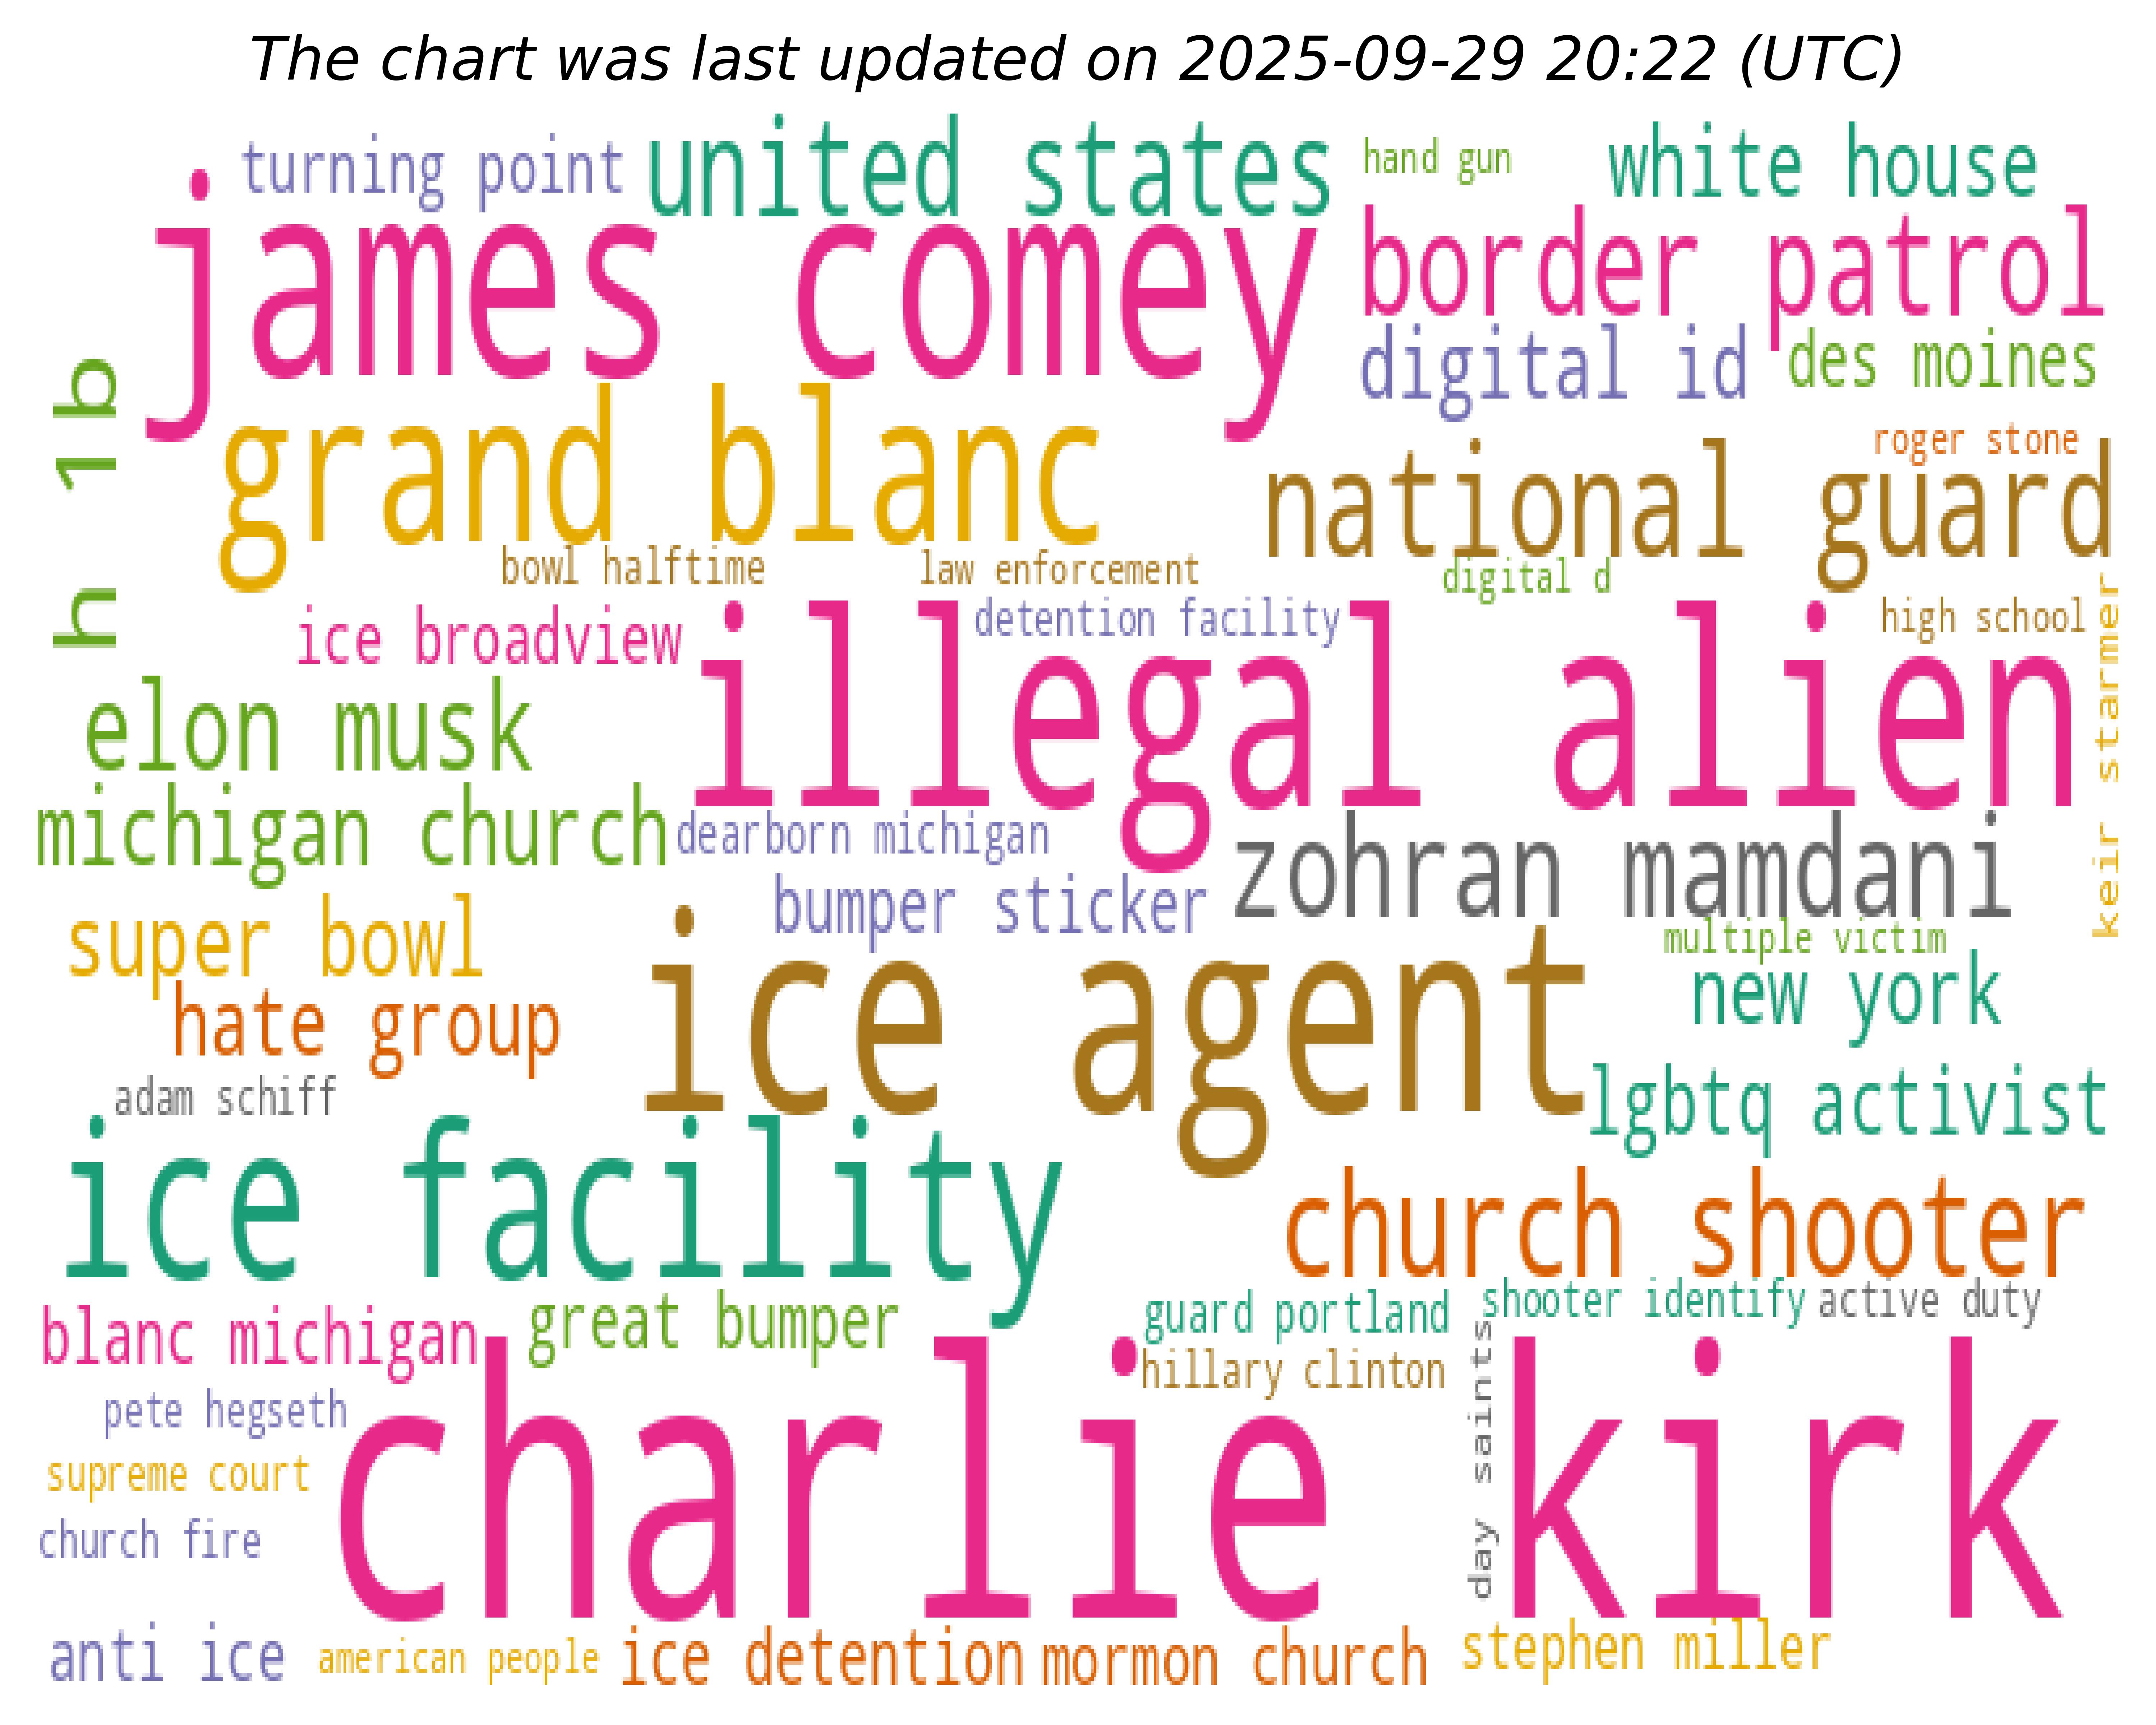 The chart was last updated on 2025-09-29 20:22 (UTC)
turning point
united states
hand gun
white house
james comey
border patrol
digital id
des moines
h 1b
grand blanc
roger stone
national guard
bowl halftime
law enforcement
digital d
ice broadview
detention facility
high school
keir starmer
illegal alien
elon musk
michigan church
dearborn michigan
zohran mamdani
bumper sticker
super bowl
multiple victim
ice agent
new york
hate group
adam schiff
lgbtq activist
ice facility
church shooter
blanc michigan
great bumper
guard portland
shooter identify
active duty
hillary clinton
day saints
charlie kirk
pete hegseth
supreme court
church fire
anti ice
american people
ice detention
mormon church
stephen miller